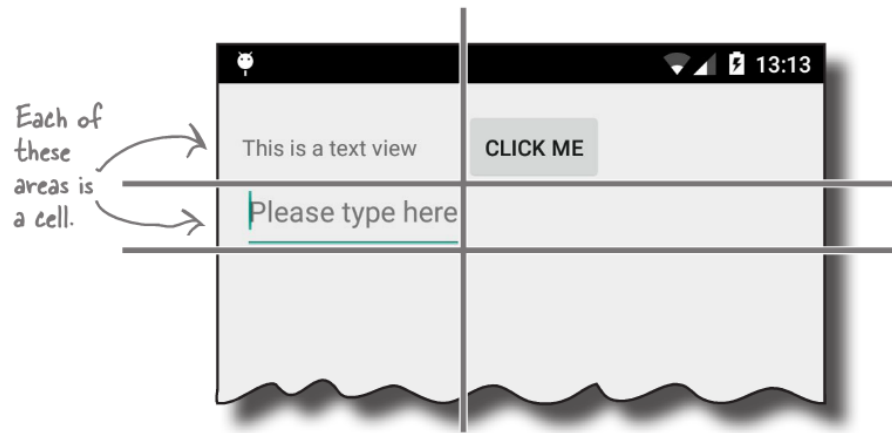 13:13
Each of
these
areas is
a cell.
This is a text view
CLICK ME
Please type here